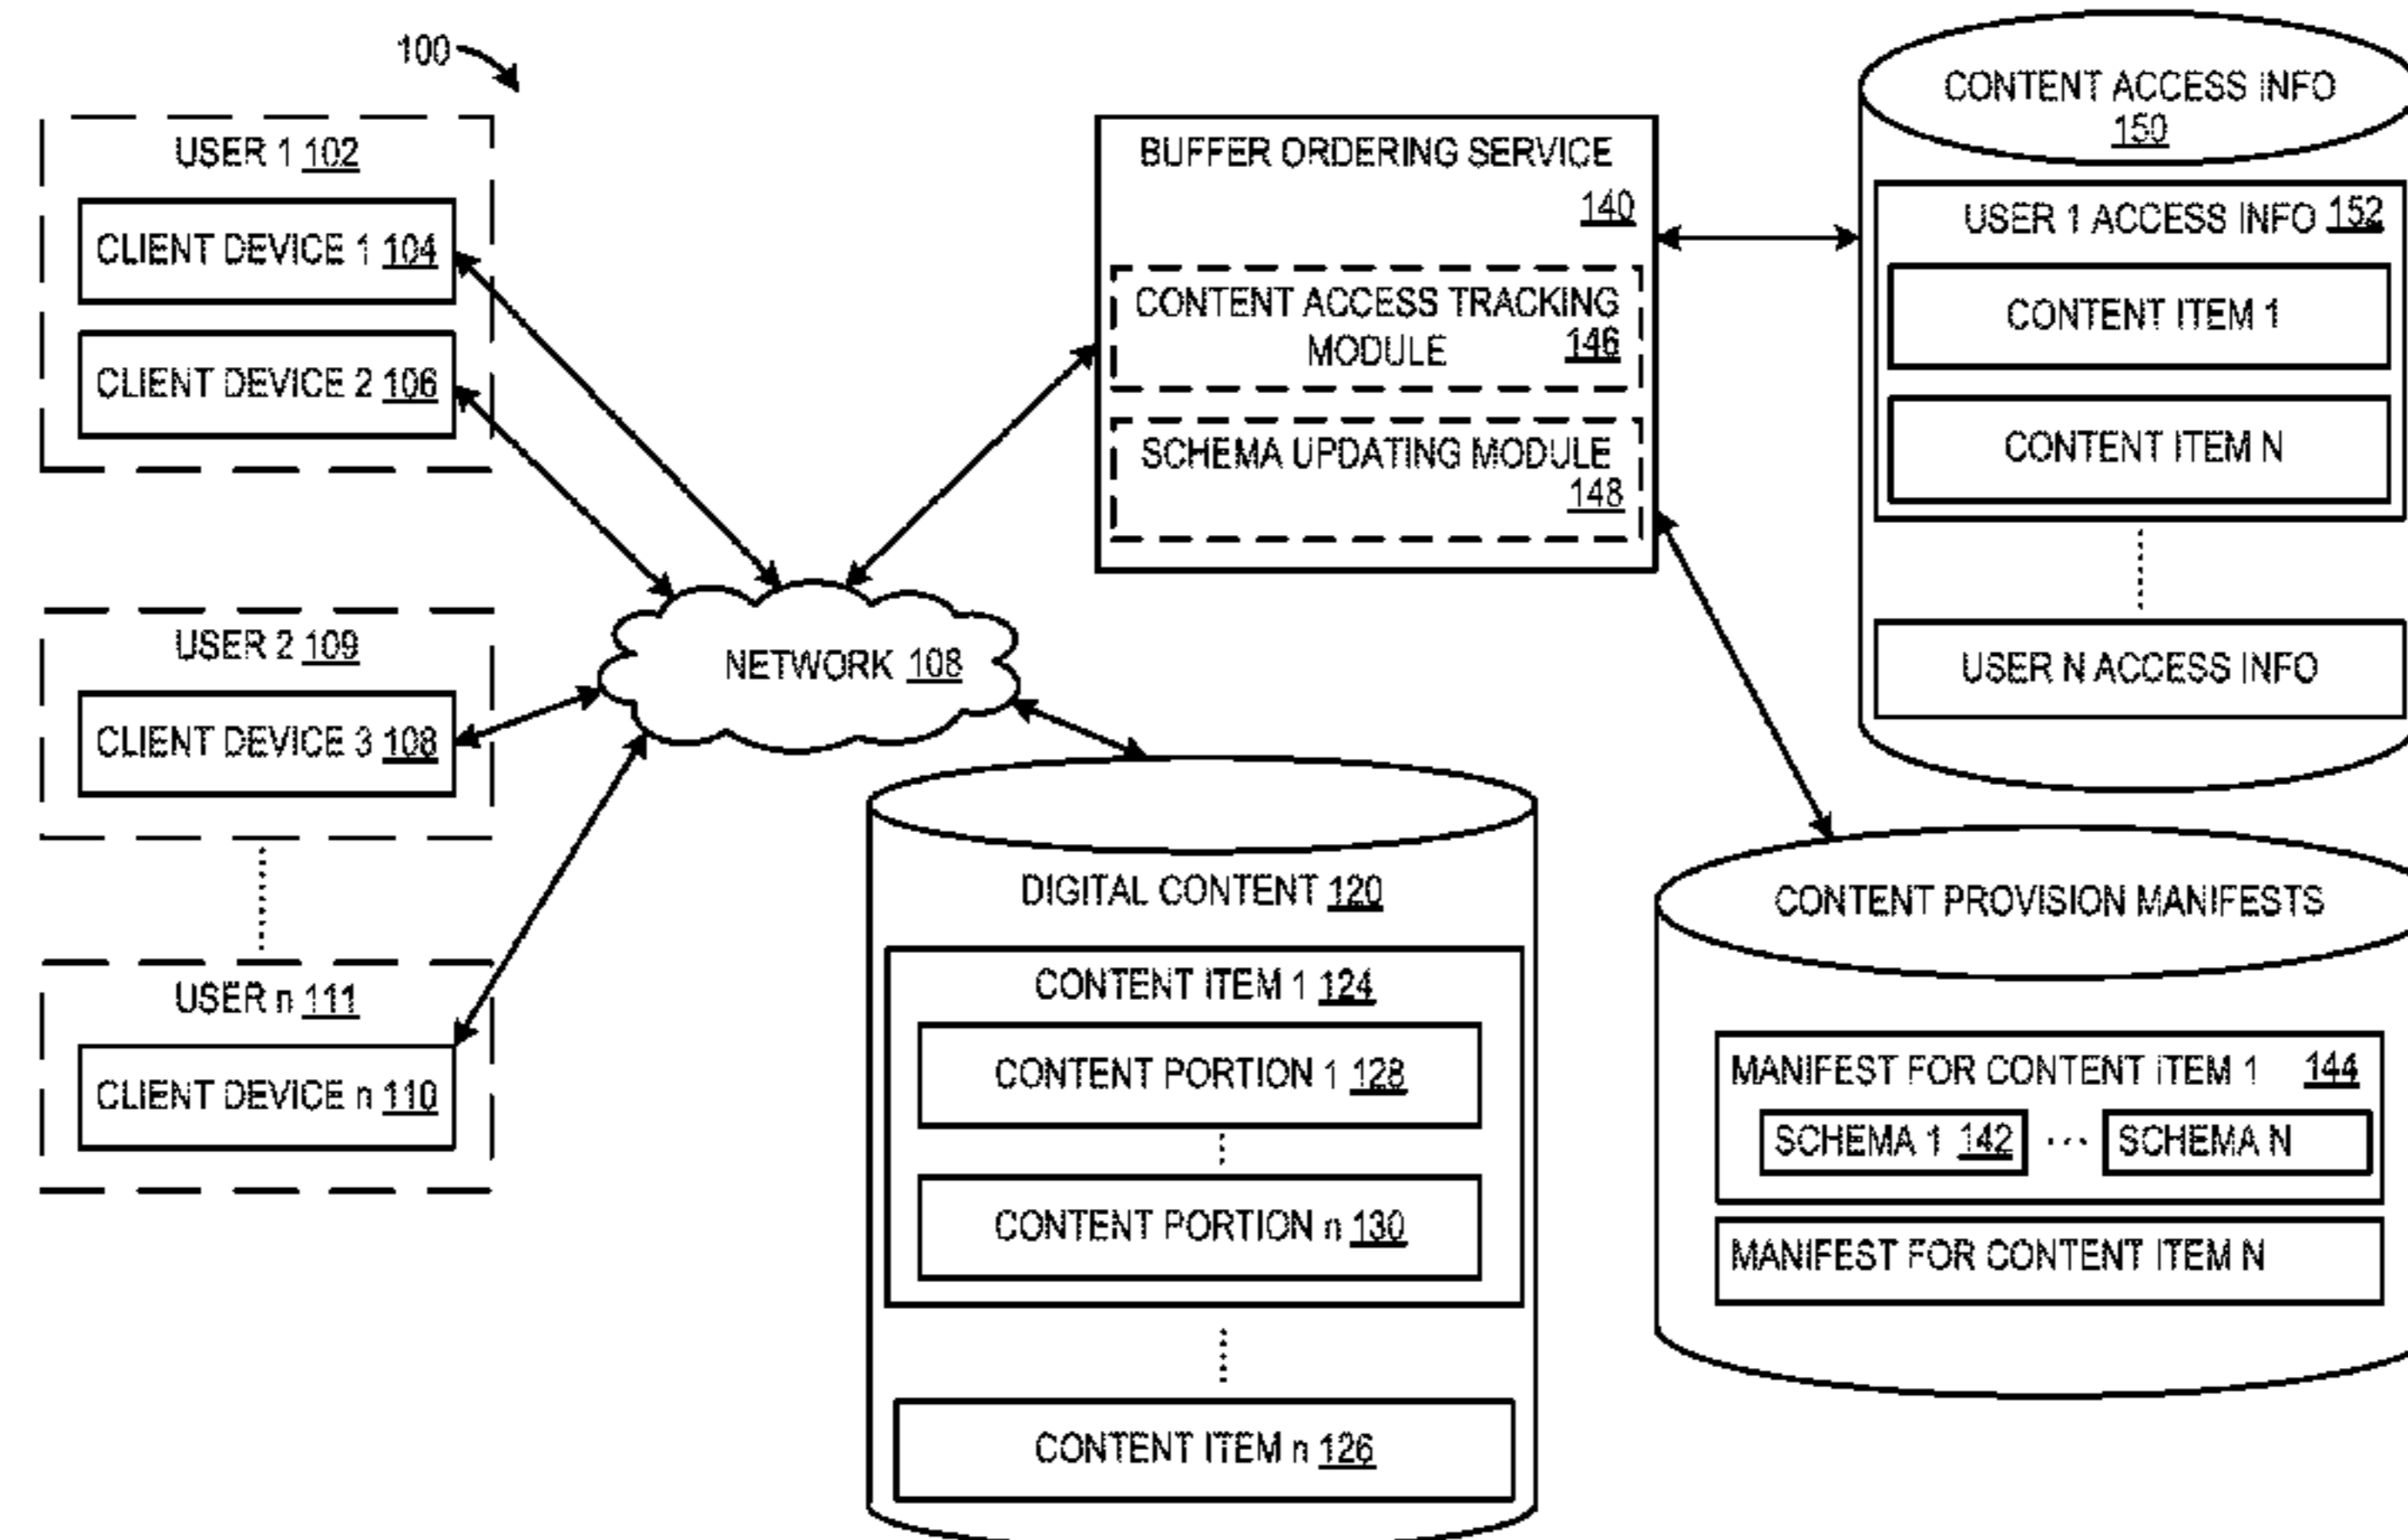 100
USER 1 102
CLIENT DEVICE 1 104
CLIENT DEVICE 2 106
USER 2 109
CLIENT DEVICE 3 108
USER n 111
CLIENT DEVICE n 110
NETWORK 108
BUFFER ORDERING SERVICE
140
CONTENT ACCESS TRACKING
MODULE 146
SCHEMA UPDATING MODULE
148
CONTENT ACCESS INFO
150
USER 1 ACCESS INFO 152
CONTENT ITEM 1
CONTENT ITEM N
USER N ACCESS INFO
DIGITAL CONTENT 120
CONTENT ITEM 1 124
CONTENT PORTION 1 128
CONTENT PORTION n 130
CONTENT ITEM n 126
CONTENT PROVISION MANIFESTS
MANIFEST FOR CONTENT ITEM 1 144
SCHEMA 1 142 ... SCHEMA N
MANIFEST FOR CONTENT ITEM N